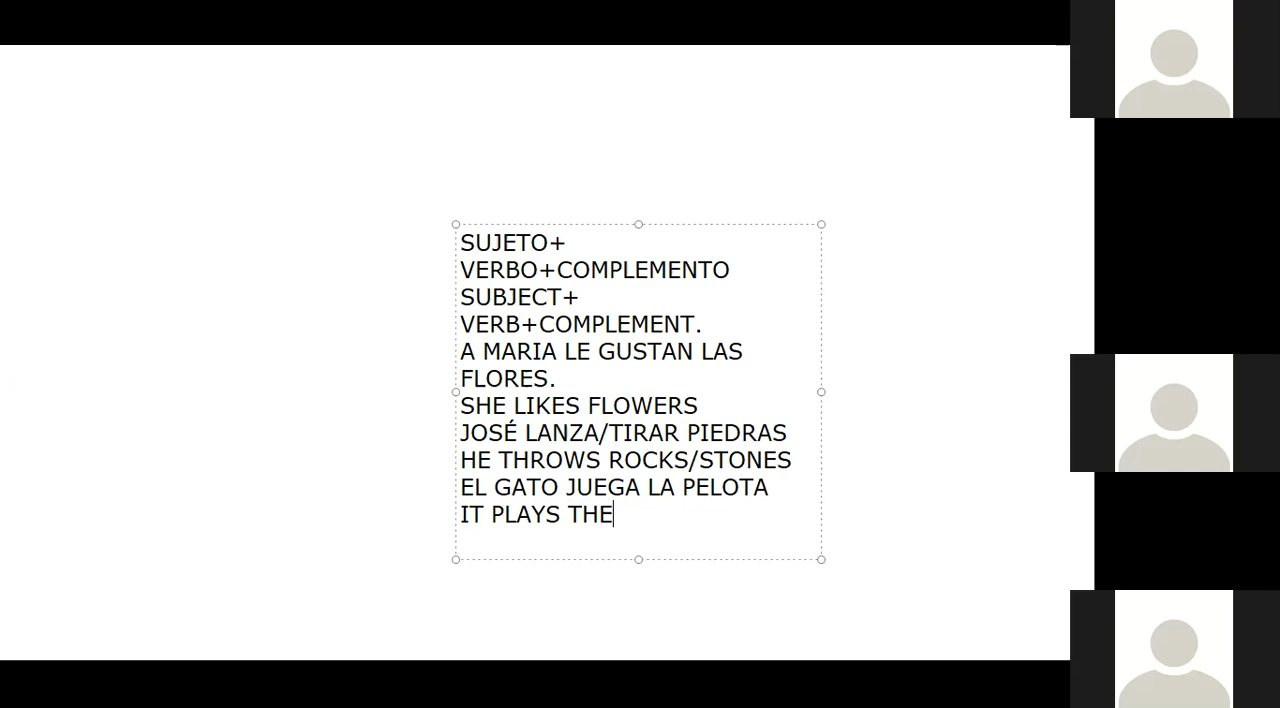 SUJETO+
VERBO+COMPLEMENTO
SUBJECT+
VERB+COMPLEMENT.
A MARIA LE GUSTAN LAS
FLORES.
SHE LIKES FLOWERS
JOSÉ LANZA/TIRAR PIEDRAS
HE THROWS ROCKS/STONES
EL GATO JUEGA LA PELOTA
IT PLAYS THE